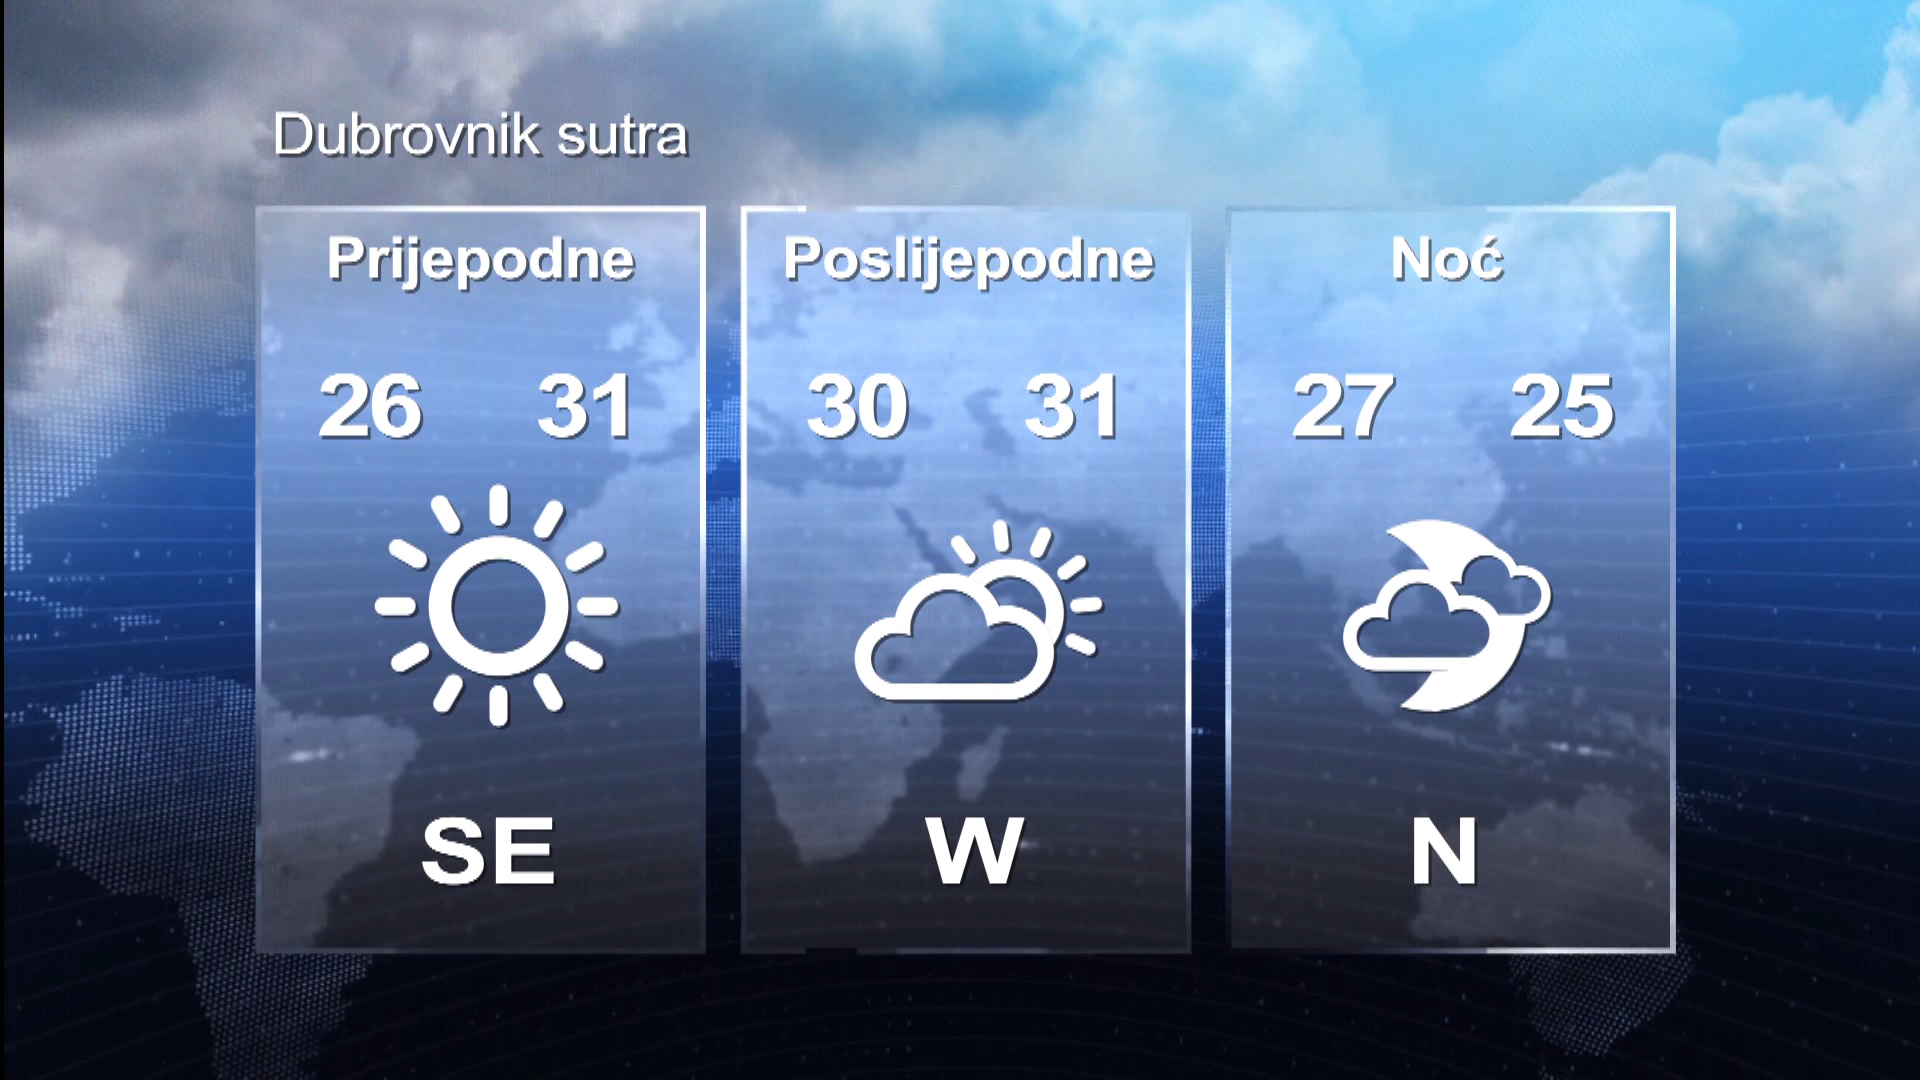 Dubrovnik sutra
Prijepodne
26 31
SE
Poslijepodne
30 31
W
Noć
27 25
N